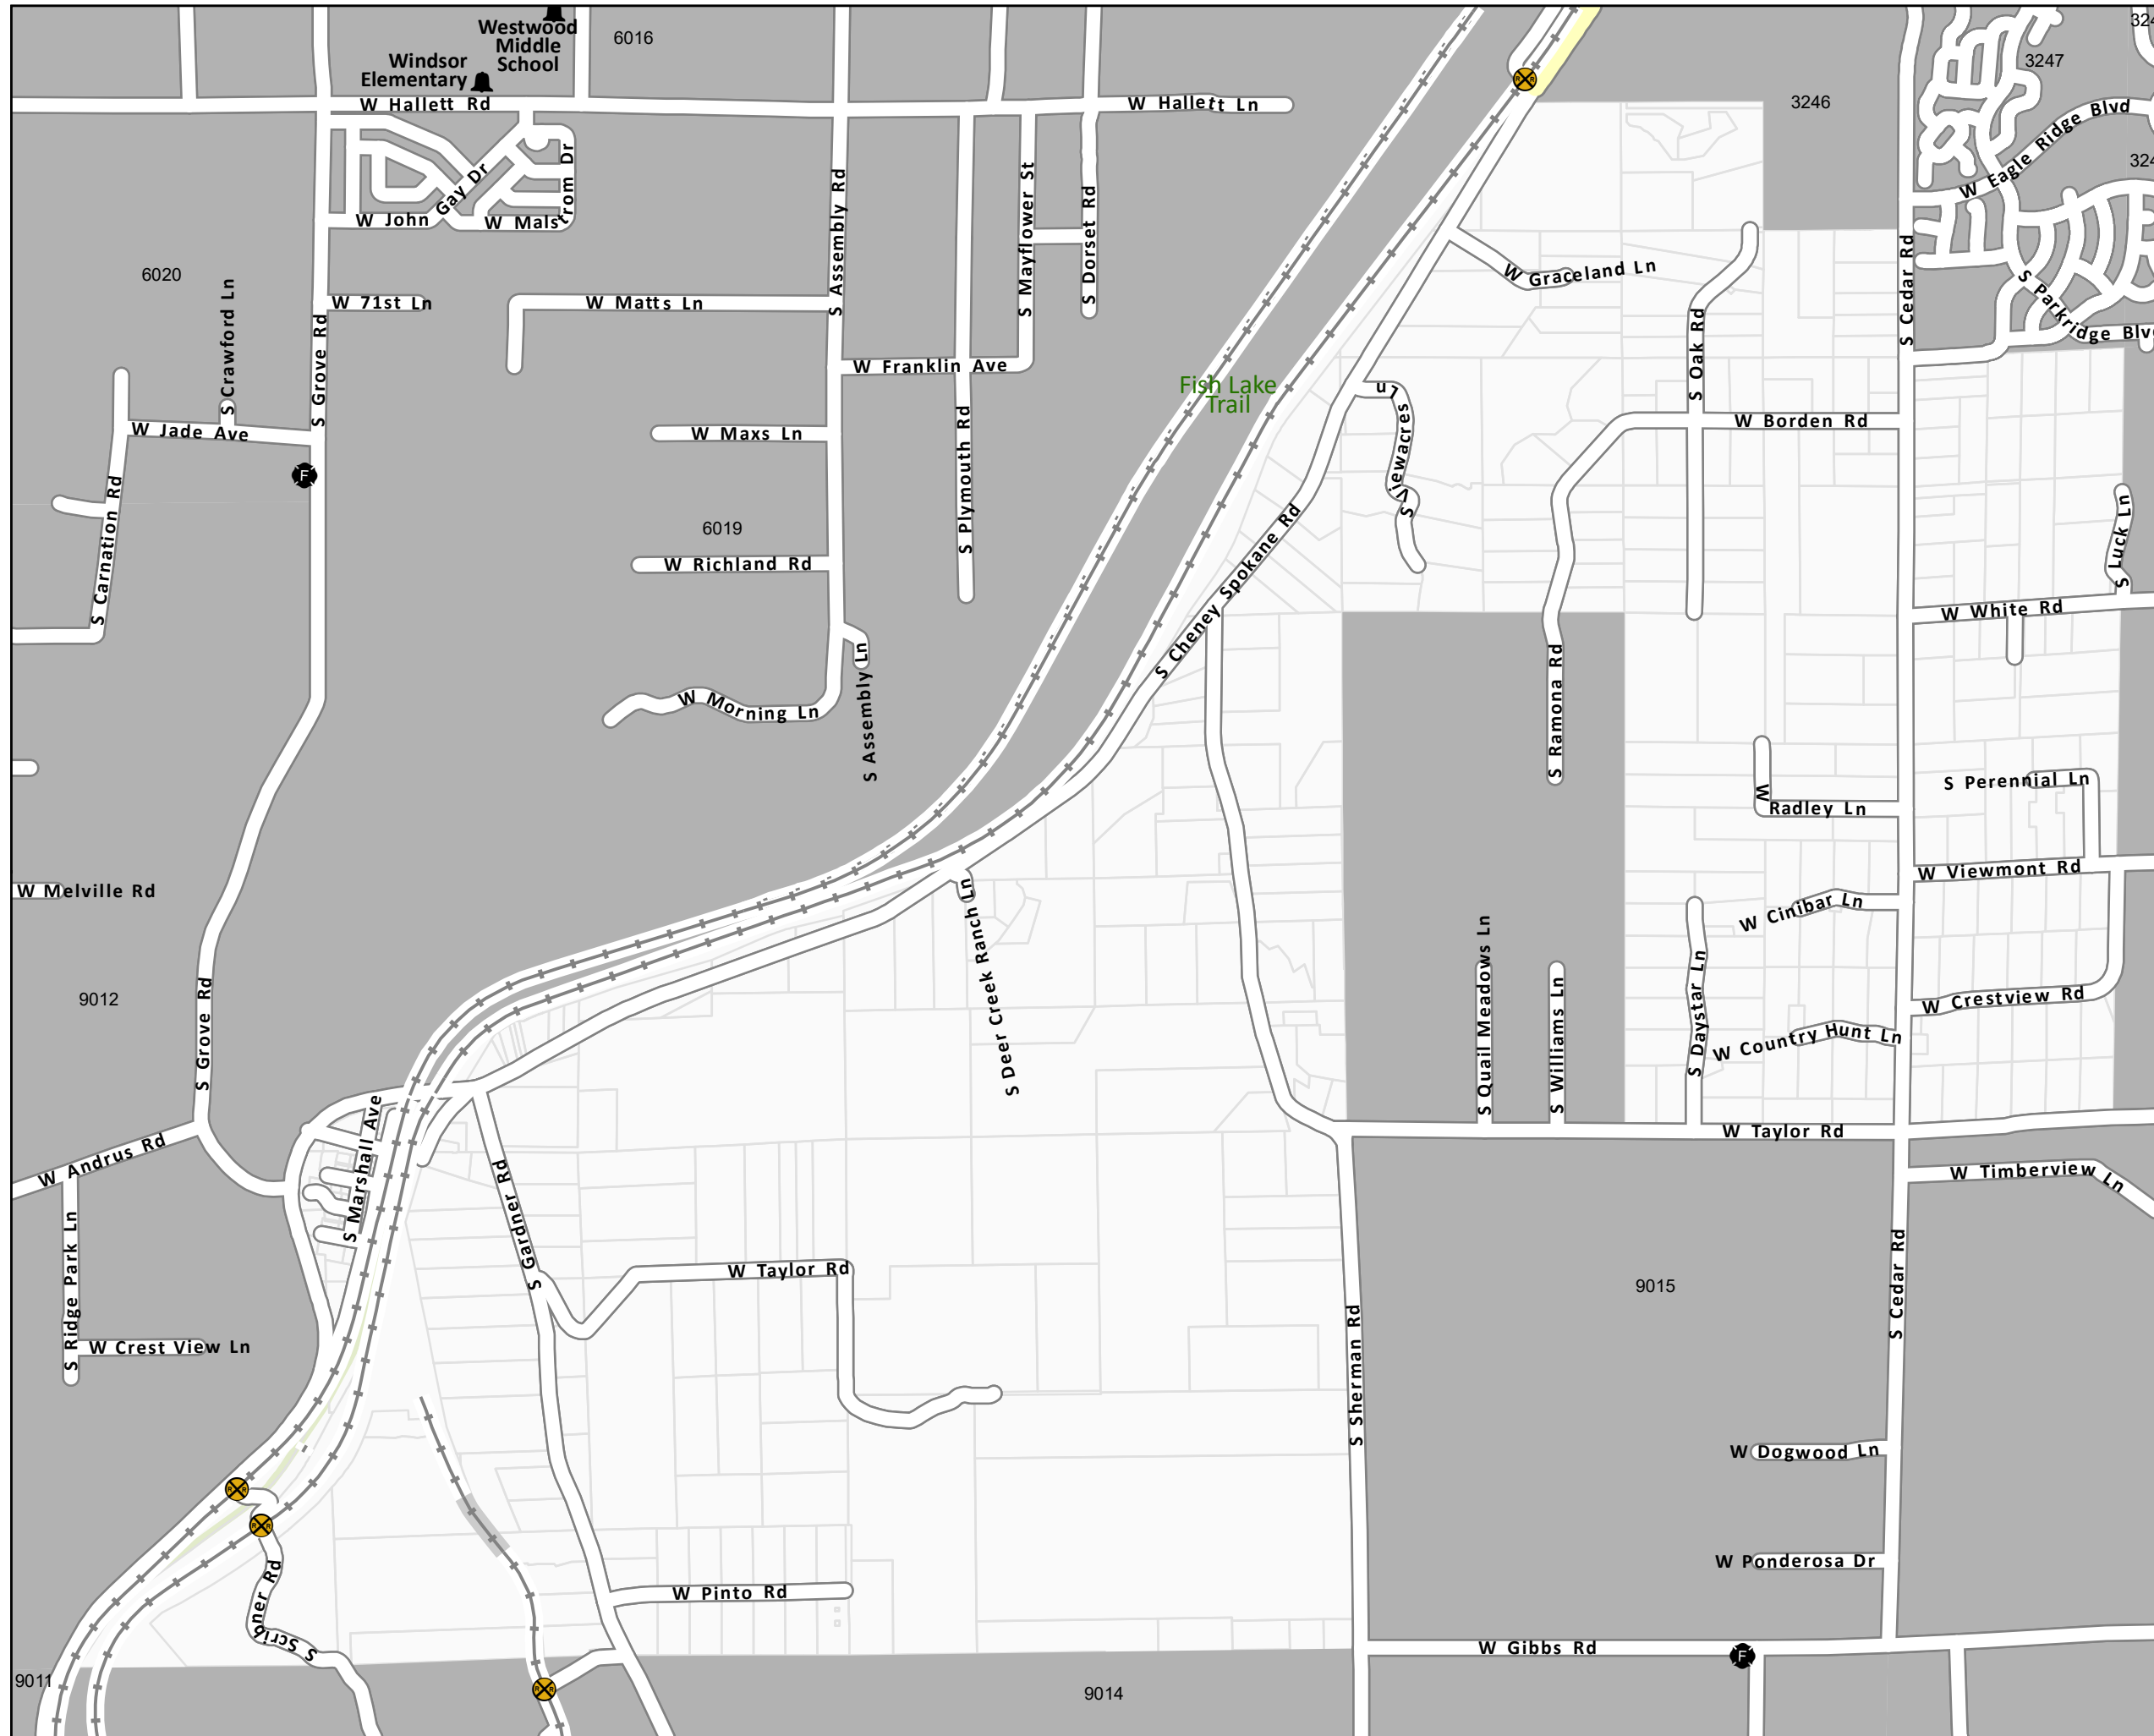 Westwood
Middle
School
6016
Windsor
Elementary
W Hallett Rd
W Hallett Ln
3246
3247
W Eagle Ridge Blvd
W John Gay Dr
W Malstrom Dr
S Assembly Rd
S Mayflower St
S Dorset Rd
6020
W 71st Ln
W Matts Ln
W Graceland Ln
S Cedar Rd
S Parkridge Blvd
S Crawford Ln
S Grove Rd
W Franklin Ave
S Oak Rd
Fish Lake
Trail
S Viewacres Ln
W Borden Rd
W Jade Ave
F
W Maxs Ln
S Plymouth Rd
S Carnation Rd
6019
W Richland Rd
S Cheney Spokane Rd
S Luck Ln
W White Rd
S Assembly Ln
W Morning Ln
S Ramona Rd
S Perennial Ln
W Radley Ln
W Melville Rd
W Viewmont Rd
W Cinibar Ln
S Deer Creek Ranch Ln
S Quail Meadows Ln
S Williams Ln
S Daystar Ln
9012
S Grove Rd
W Crestview Rd
W Country Hunt Ln
W Taylor Rd
S Marshall Ave
W Andrus Rd
S Gardner Rd
W Timberview Ln
S Ridge Park Ln
W Taylor Rd
9015
S Cedar Rd
W Crest View Ln
S Sherman Rd
W Dogwood Ln
W Ponderosa Dr
S Scribner Rd
W Pinto Rd
W Gibbs Rd
F
9011
9014